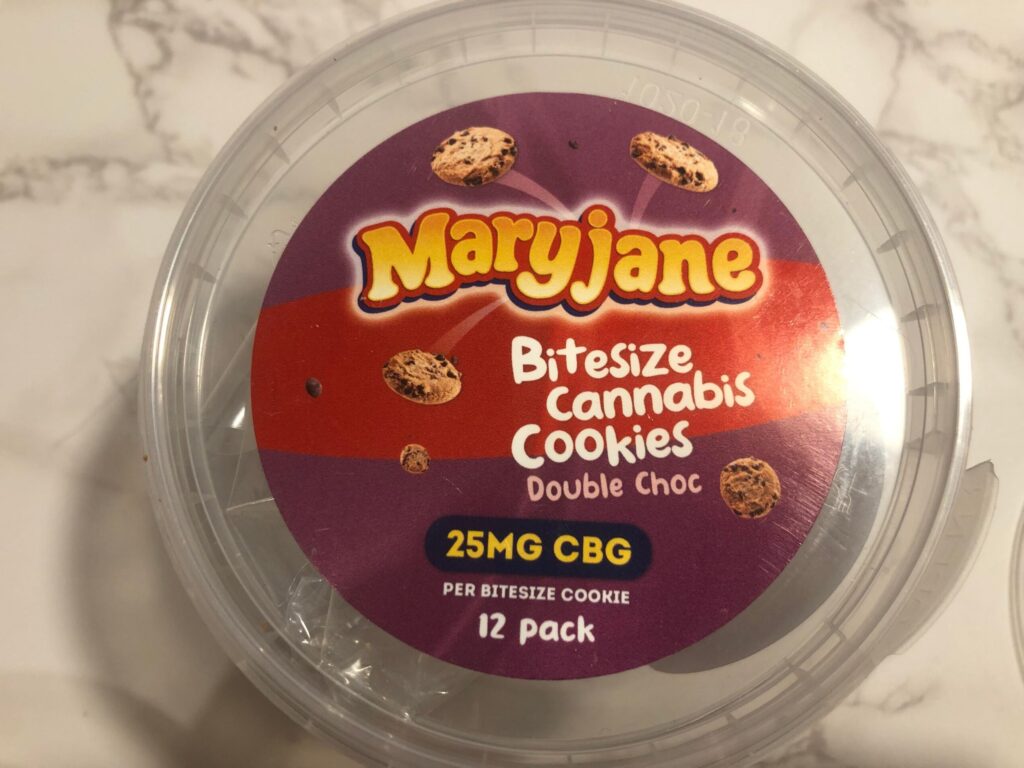 Maryjane
Bitesize
Cannabis
Cookies
Double Choc
25MG CBG
PER BITESIZE COOKIE
12 pack